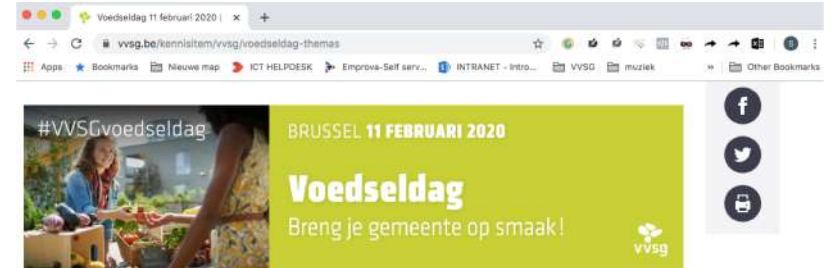 Voedseldag 11 februari 2020 |
vvsg.be/kennisitem/vvsg/voedseldag-themas
Apps Bookmarks Nieuwe map ICT HELPDESK Emprova-Self serv... INTRANET - Intro... VVSG muziek » Other Bookmarks
#VVSGvoedseldag
BRUSSEL 11 FEBRUARI 2020
Voedseldag
Breng je gemeente op smaak!
vvsg